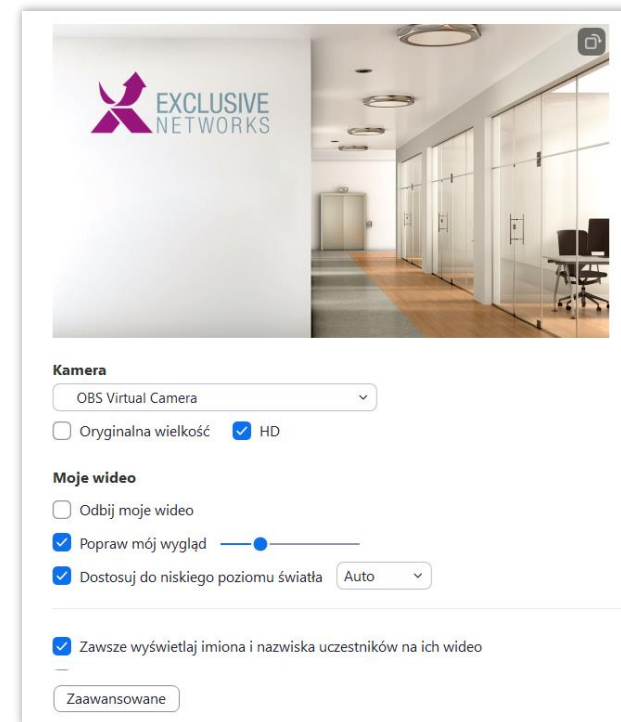 EXCLUSIVE
NETWORKS
Kamera
OBS Virtual Camera
Oryginalna wielkość HD
Moje wideo
Odbij moje wideo
Popraw mój wygląd
Dostosuj do niskiego poziomu światła Auto
Zawsze wyświetlaj imiona i nazwiska uczestników na ich wideo
Zaawansowane